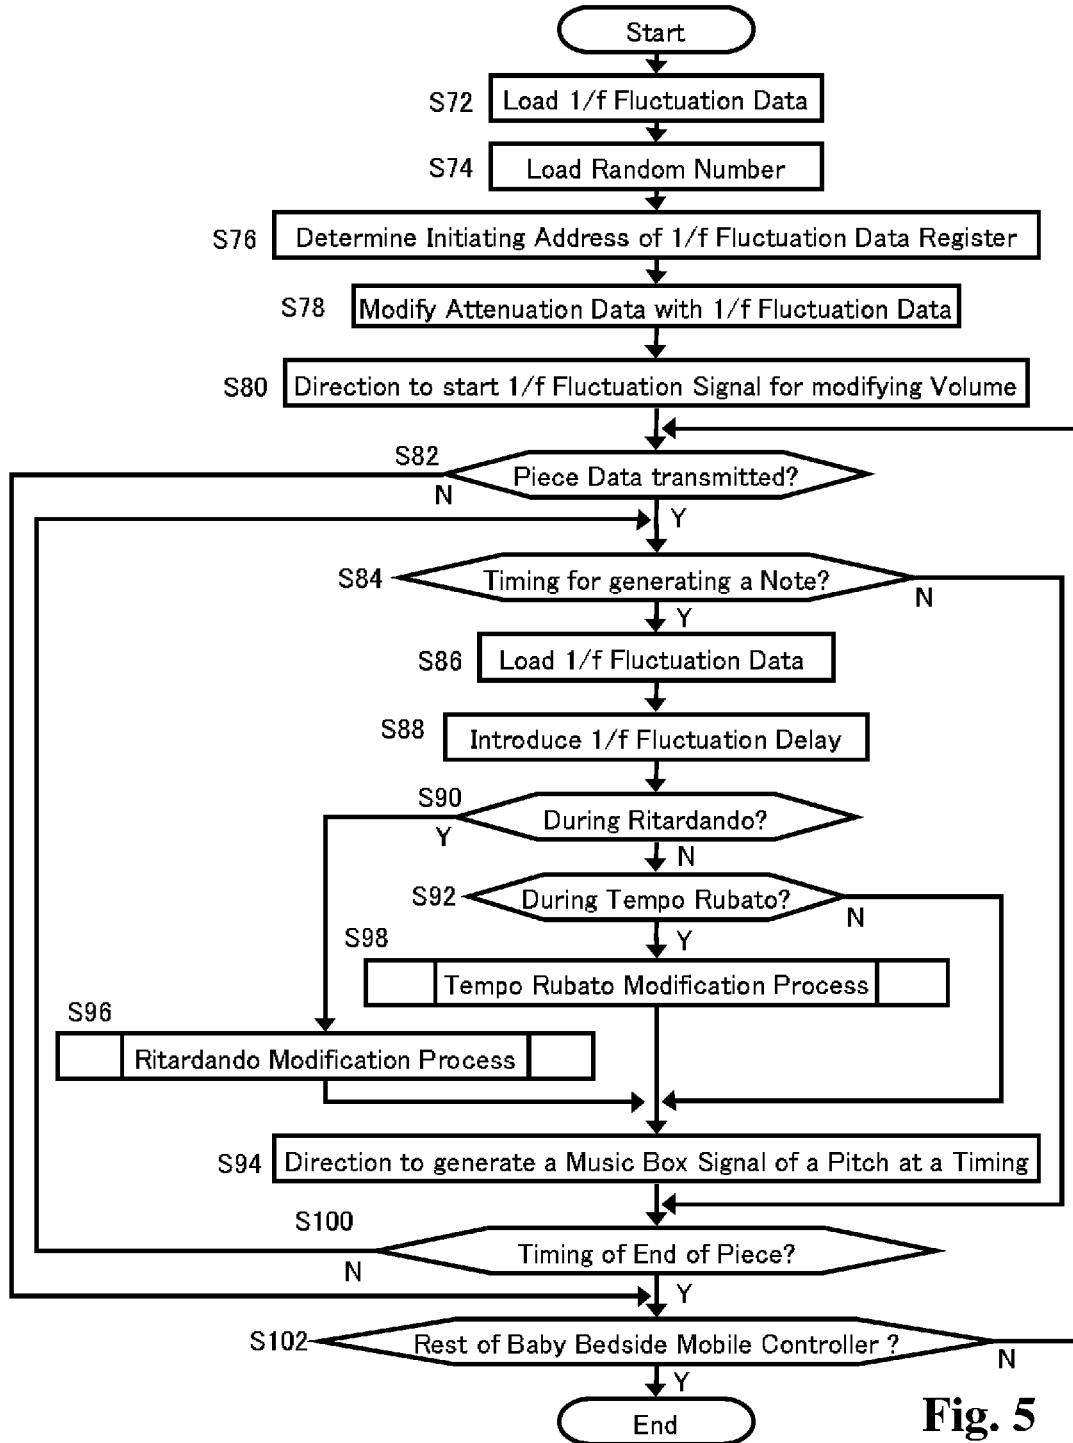 Start
S72
Load 1/f Fluctuation Data
S74
Load Random Number
S76
Determine Initiating Address of 1/f Fluctuation Data Register
S78
Modify Attenuation Data with 1/f Fluctuation Data
S80
Direction to start 1/f Fluctuation Signal for modifying Volume
S82
Piece Data transmitted?
N
Y
S84
Timing for generating a Note?
N
Y
S86
Load 1/f Fluctuation Data
S88
Introduce 1/f Fluctuation Delay
S90
During Ritardando?
Y
N
S92
During Tempo Rubato?
N
Y
S98
Tempo Rubato Modification Process
S96
Ritardando Modification Process
S94
Direction to generate a Music Box Signal of a Pitch at a Timing
S100
Timing of End of Piece?
N
Y
S102
Rest of Baby Bedside Mobile Controller ?
N
Y
End
Fig. 5